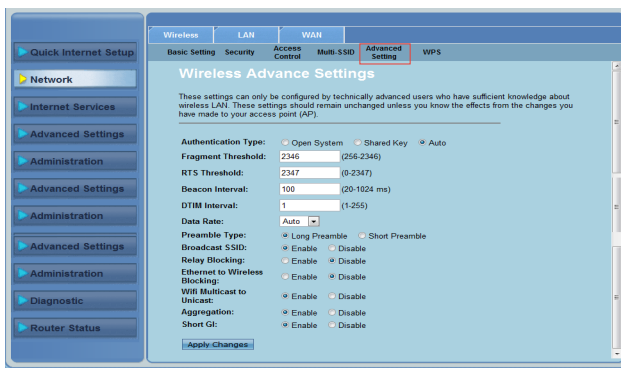 Wireless LAN WAN
Basic Setting Security Access Control Multi-SSID Advanced Setting WPS
Quick Internet Setup
Network
Internet Services
Advanced Settings
Administration
Advanced Settings
Administration
Advanced Settings
Administration
Diagnostic
Router Status
Wireless Advance Settings
These settings can only be configured by technically advanced users who have sufficient knowledge about
wireless LAN. These settings should remain unchanged unless you know the effects from the changes you
have made to your access point (AP).
Authentication Type: Open System Shared Key Auto
Fragment Threshold: 2346 (256-2346)
RTS Threshold: 2347 (0-2347)
Beacon Interval: 100 (20-1024 ms)
DTIM Interval: 1 (1-255)
Data Rate: Auto
Preamble Type: Long Preamble Short Preamble
Broadcast SSID: Enable Disable
Relay Blocking: Enable Disable
Ethernet to Wireless Blocking: Enable Disable
Wifi Multicast to Unicast: Enable Disable
Aggregation: Enable Disable
Short GI: Enable Disable
Apply Changes